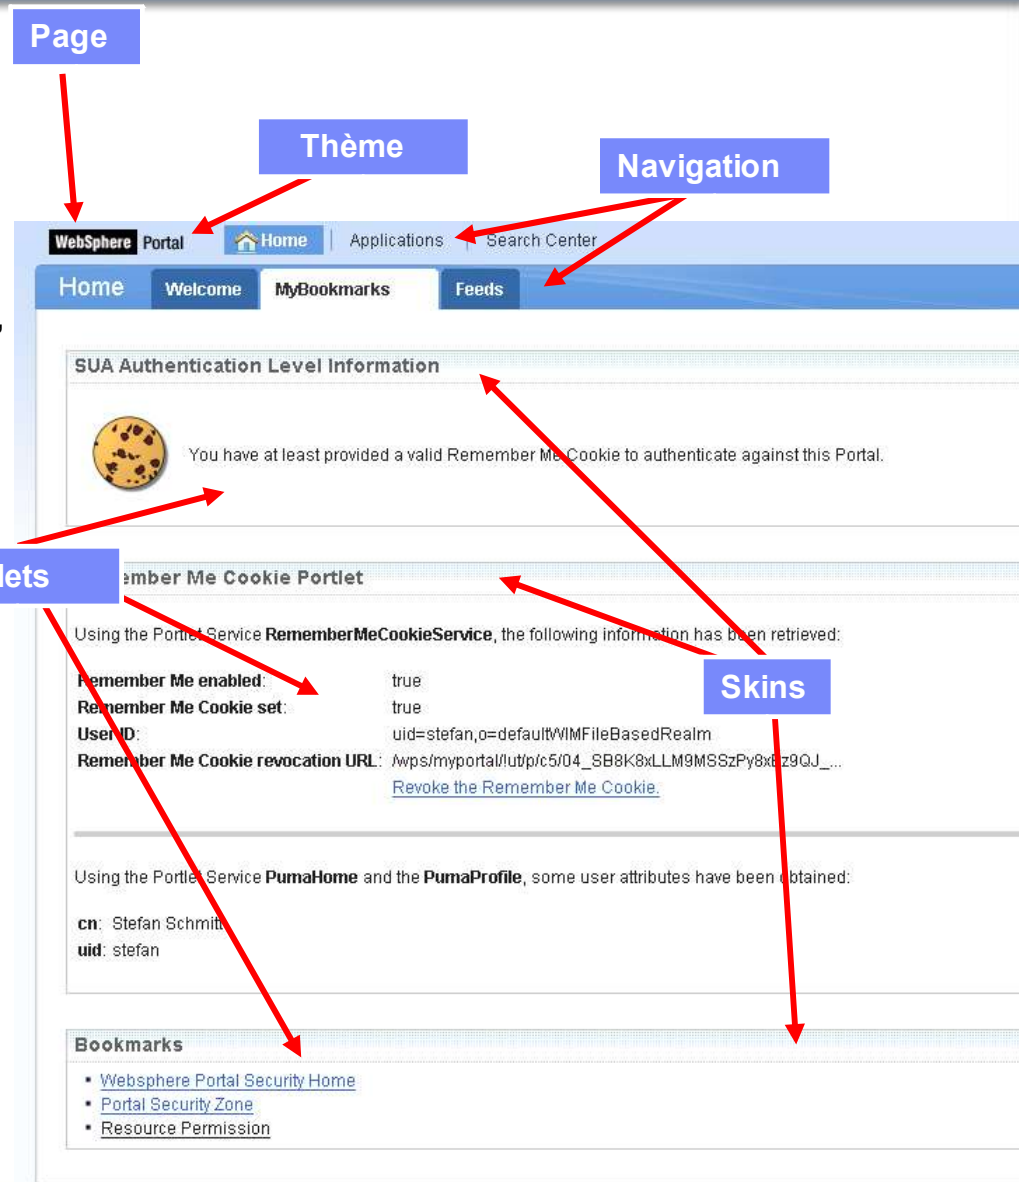 Page
Thème
Navigation
WebSphere Portal Home Applications Search Center
Home Welcome MyBookmarks Feeds
SUA Authentication Level Information
You have at least provided a valid Remember Me Cookie to authenticate against this Portal.
lets
ember Me Cookie Portlet
Using the Portlet Service RememberMeCookieService, the following information has been retrieved:
Remember Me enabled: true
Skins
Remember Me Cookie set: true
User ID: uid=stefan,o=defaultWIMFileBasedRealm
Remember Me Cookie revocation URL: /wps/myportal/!ut/p/c5/04_SB8K8xLLM9MSSzPy8xBz9QJ_...
Revoke the Remember Me Cookie.
Using the Portlet Service PumaHome and the PumaProfile, some user attributes have been obtained:
cn: Stefan Schmitt
uid: stefan
Bookmarks
• Websphere Portal Security Home
• Portal Security Zone
• Resource Permission